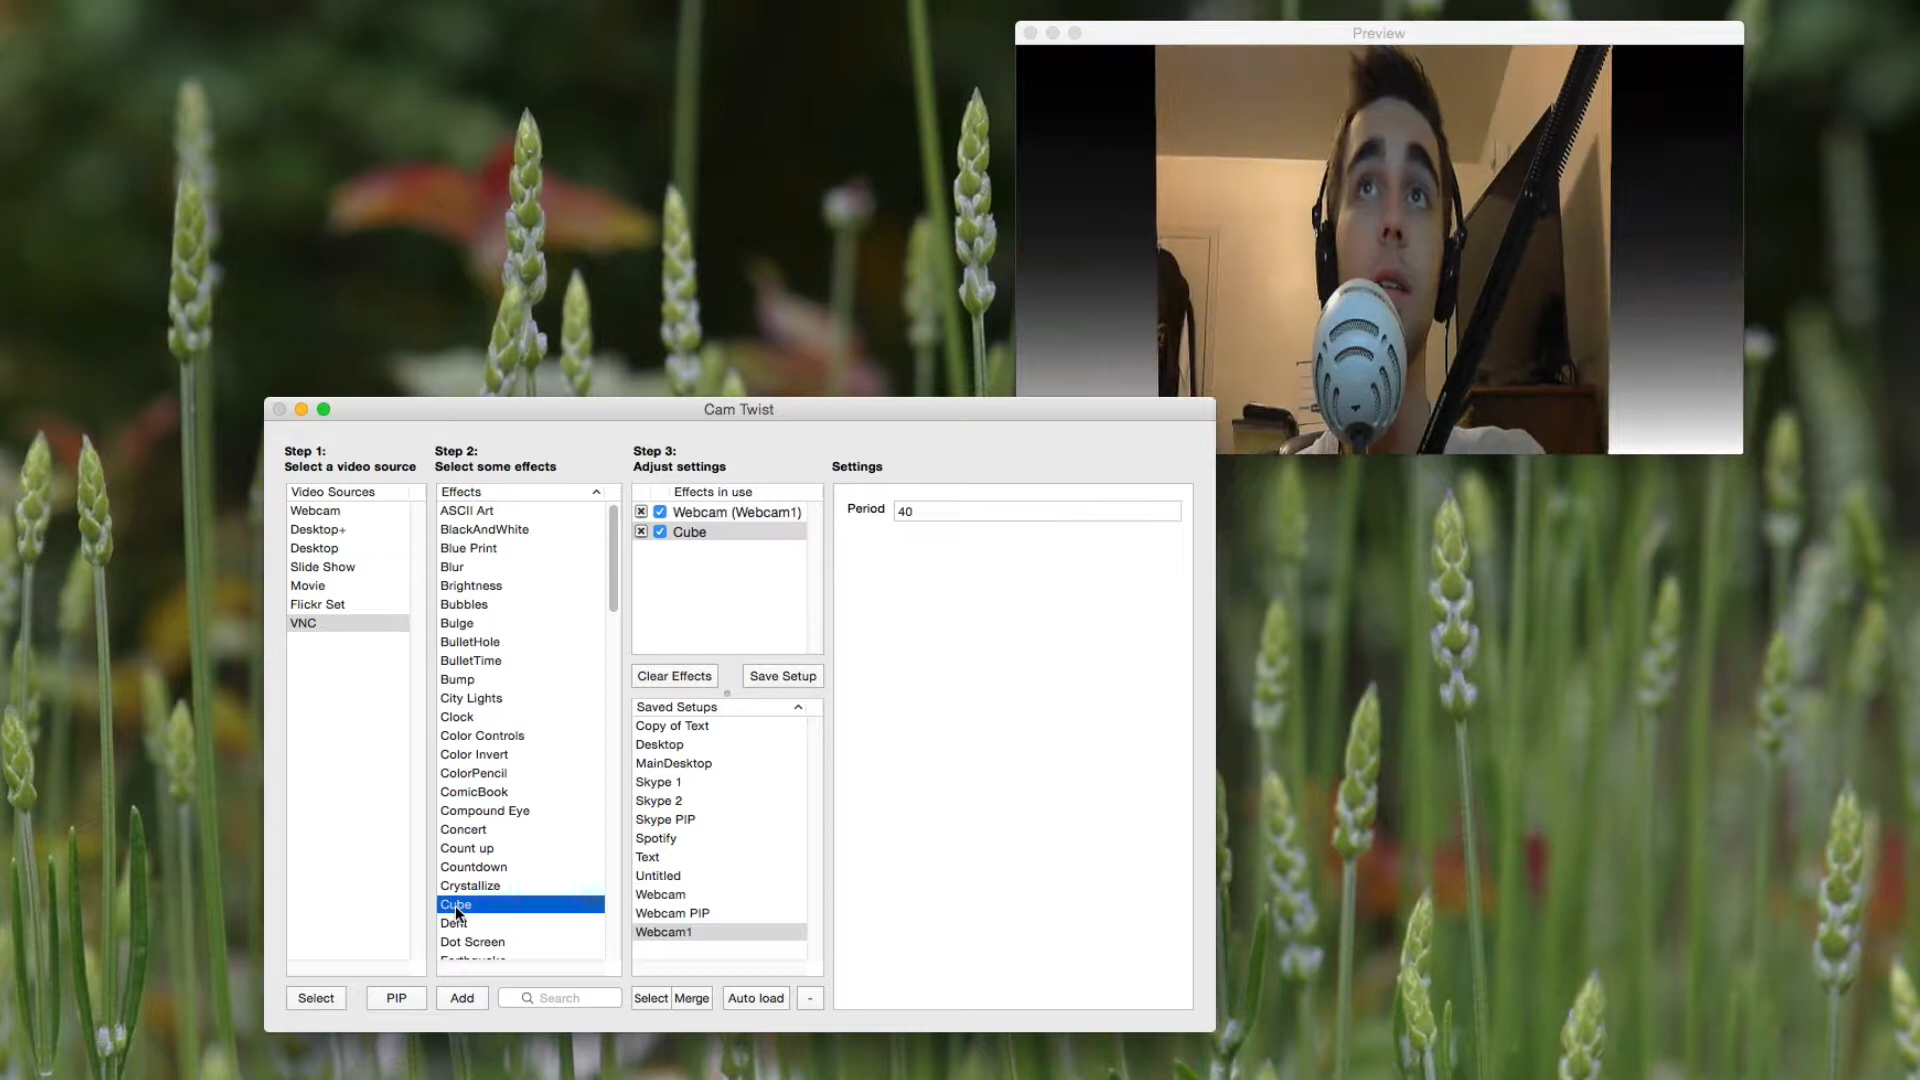 Preview
Cam Twist
Step 1:
Select a video source
Video Sources
Webcam
Desktop+
Desktop
Slide Show
Movie
Flickr Set
VNC
Select
PIP
Step 2:
Select some effects
Effects
ASCII Art
BlackAndWhite
Blue Print
Blur
Brightness
Bubbles
Bulge
BulletHole
BulletTime
Bump
City Lights
Clock
Color Controls
Color Invert
ColorPencil
ComicBook
Compound Eye
Concert
Count up
Countdown
Crystallize
Cube
Dent
Dot Screen
Earthquake
Add
Search
Step 3:
Adjust settings
Effects in use
Webcam (Webcam1)
Cube
Clear Effects
Save Setup
Saved Setups
Copy of Text
Desktop
MainDesktop
Skype 1
Skype 2
Skype PIP
Spotify
Text
Untitled
Webcam
Webcam PIP
Webcam1
Select
Merge
Auto load
-
Settings
Period 40